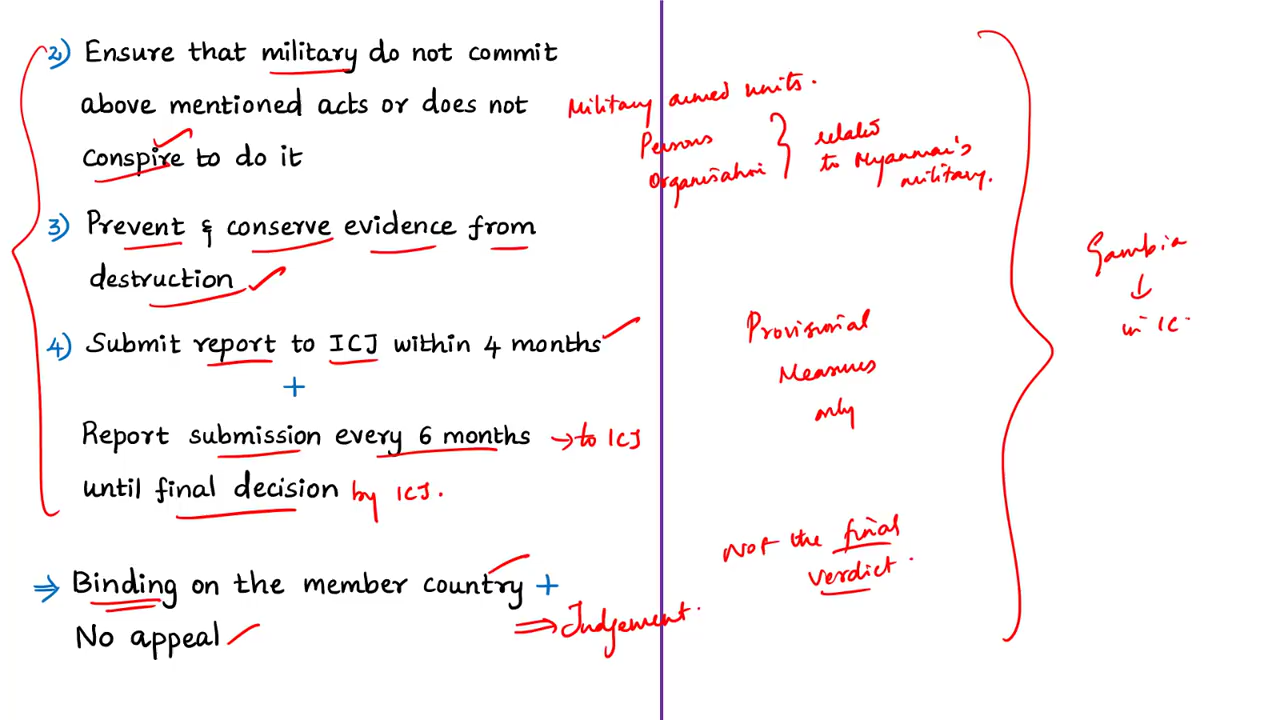 2) Ensure that military do not commit
above mentioned acts or does not
Conspire to do it
3) Prevent & conserve evidence from
destruction
4) Submit report to ICJ within 4 months
+
Report submission every 6 months → to ICJ
until final decision by ICJ.
⇒ Binding on the member country +
No appeal
⇒ Judgement.
Military armed units.
Persons
Organisation
related
to Myanmar's
military.
Provisional
Measures
only
Not the final
verdict.
Gambia
↓
in IC